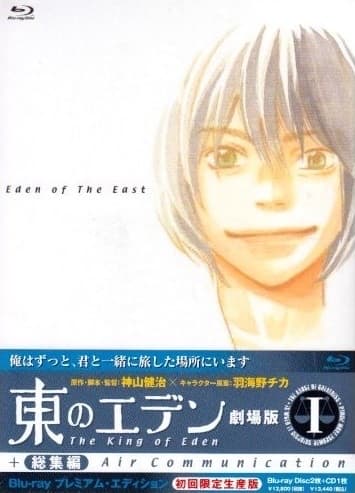 Blu-ray Disc
Eden of The East
Blu-ray Disc
俺はずっと、君と一緒に旅した場所にいます
原作・脚本・監督:神山健治×キャラクター原案:羽海野チカ
東のエデン 劇場版 I
The King of Eden
+総集編 Air Communication
Blu-ray プレミアム・エディション 初回限定生産版 Blu-ray Disc2枚+CD1枚